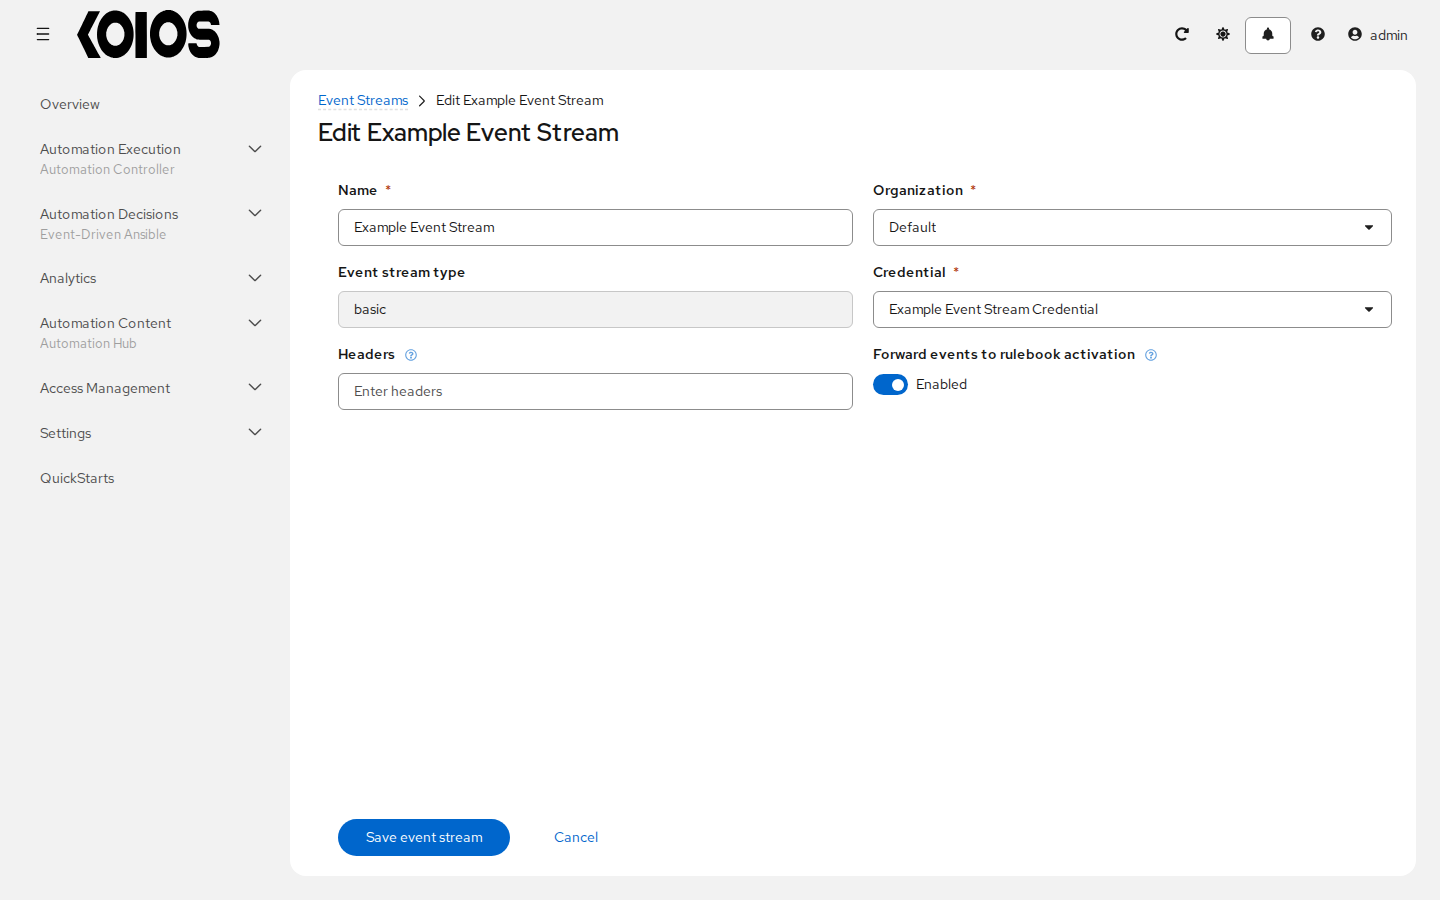 KOIOS
admin
Overview
Automation Execution
Automation Controller
Automation Decisions
Event-Driven Ansible
Analytics
Automation Content
Automation Hub
Access Management
Settings
QuickStarts
Event Streams > Edit Example Event Stream
Edit Example Event Stream
Name *
Example Event Stream
Organization *
Default
Event stream type
basic
Credential *
Example Event Stream Credential
Headers
Enter headers
Forward events to rulebook activation
Enabled
Save event stream
Cancel